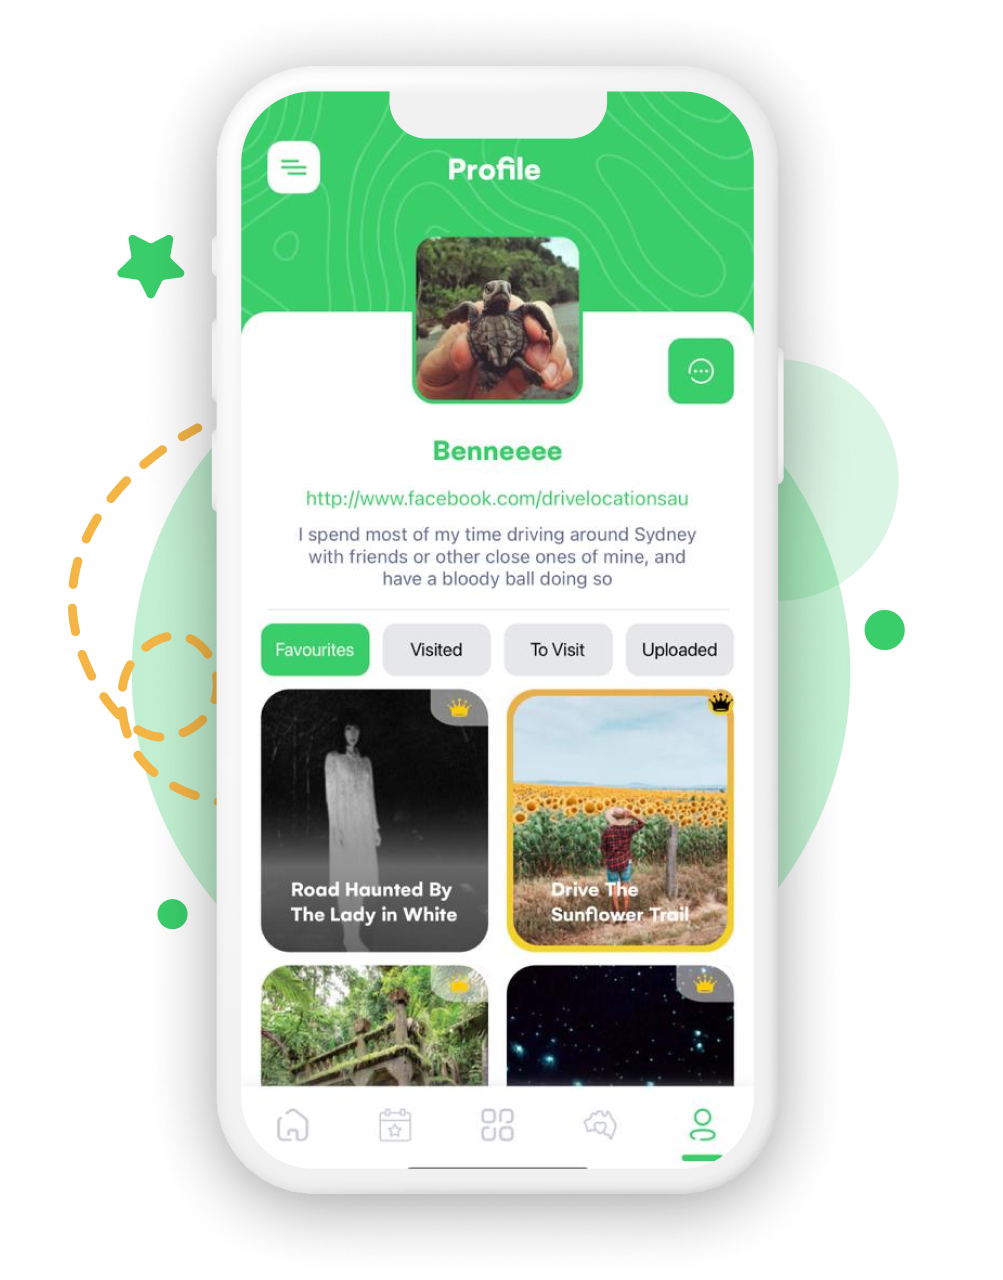 Profile
Benneeee
http://www.facebook.com/drivelocationsau
I spend most of my time driving around Sydney
with friends or other close ones of mine, and
have a bloody ball doing so
Favourites Visited To Visit Uploaded
Road Haunted By
The Lady in White
Drive The
Sunflower Trail